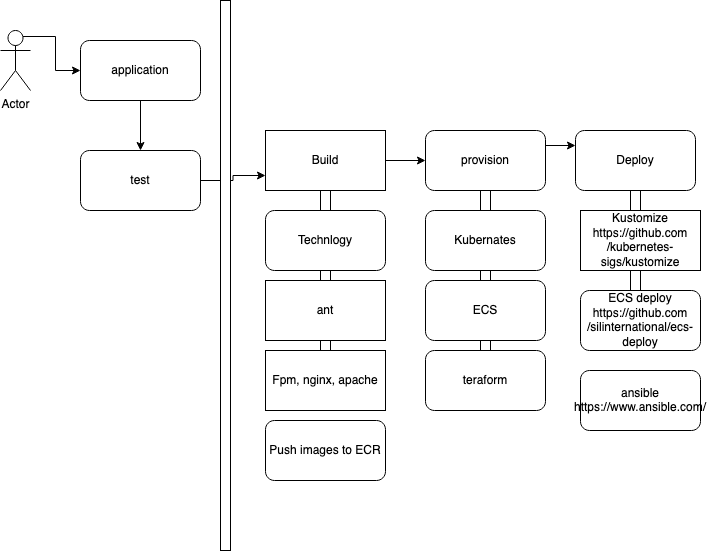 Actor
application
test
Build
provision
Deploy
Technlogy
Kubernates
Kustomize
https://github.com
/kubernetes-
sigs/kustomize
ant
ECS
ECS deploy
https://github.com
/silinternational/ecs-
deploy
Fpm, nginx, apache
teraform
ansible
https://www.ansible.com/
Push images to ECR